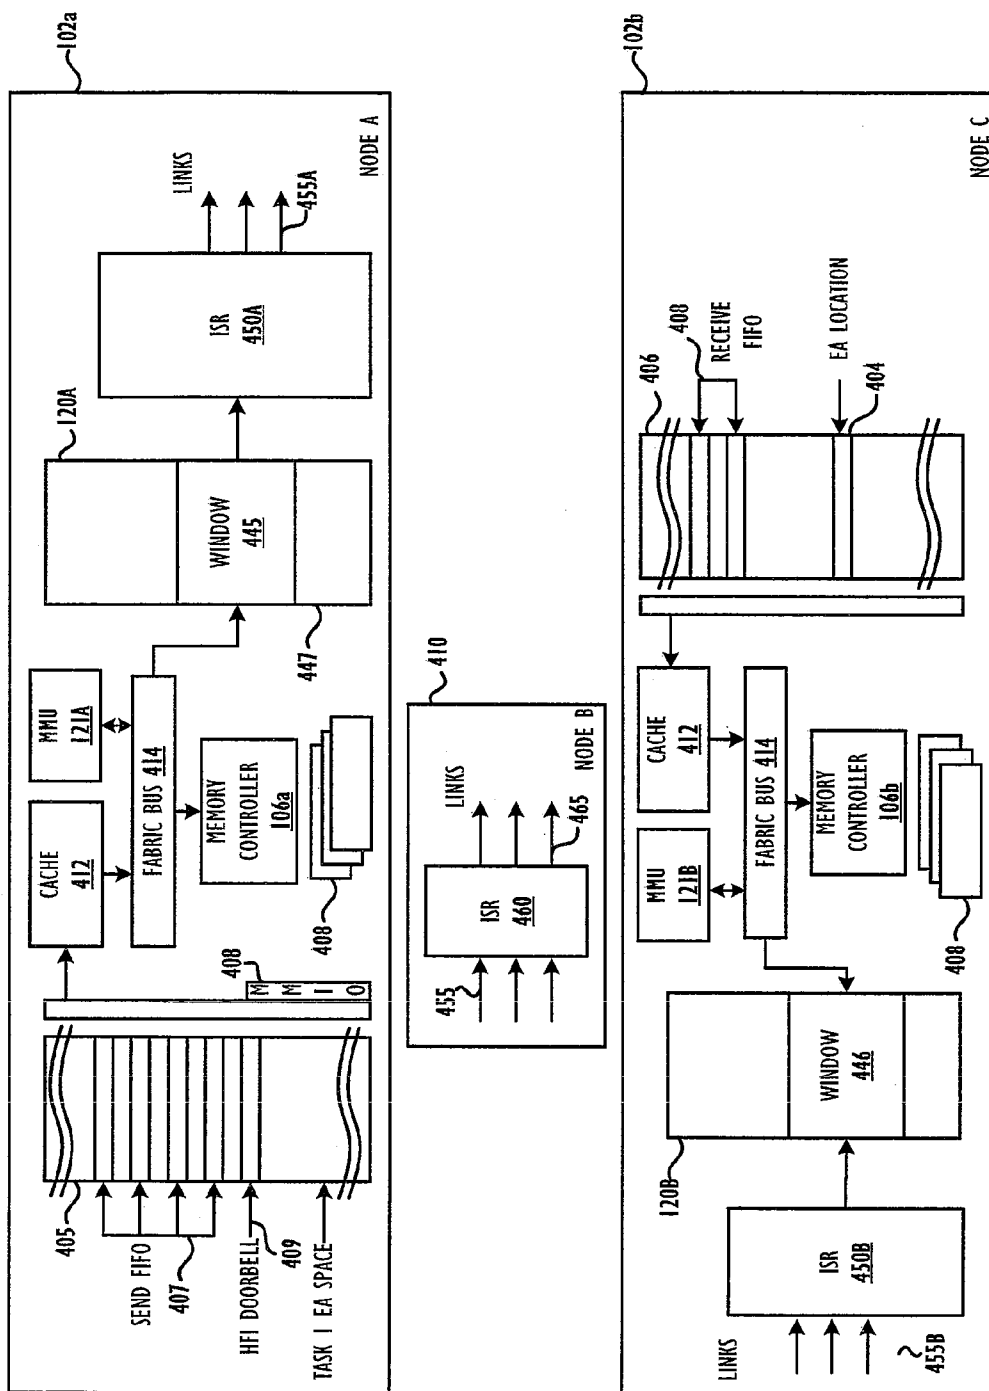 102a
NODE A
405
SEND FIFO
407
HFI DOORBELL
409
TASK 1 EA SPACE
408
M
M
I
O
CACHE
412
MMU
121A
FABRIC BUS 414
MEMORY
CONTROLLER
106a
408
120A
WINDOW
445
447
ISR
450A
LINKS
455A
410
NODE B
455
ISR
460
LINKS
465
102b
NODE C
LINKS
455B
ISR
450B
120B
WINDOW
446
MMU
121B
CACHE
412
FABRIC BUS 414
MEMORY
CONTROLLER
106b
408
406
408
RECEIVE
FIFO
EA LOCATION
404